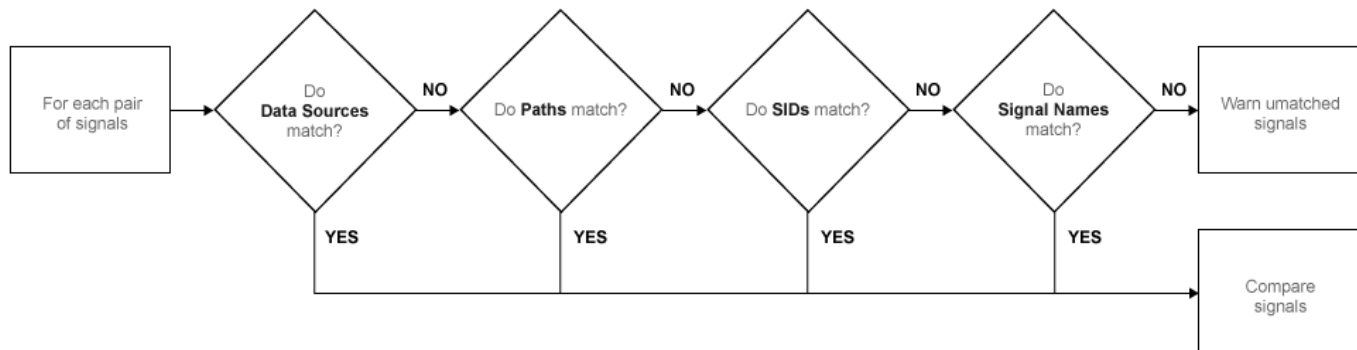 For each pair
of signals
Do
Data Sources
match?
NO
Do Paths match?
NO
Do SIDs match?
NO
Do
Signal Names
match?
NO
Warn umatched
signals
YES
YES
YES
YES
Compare
signals